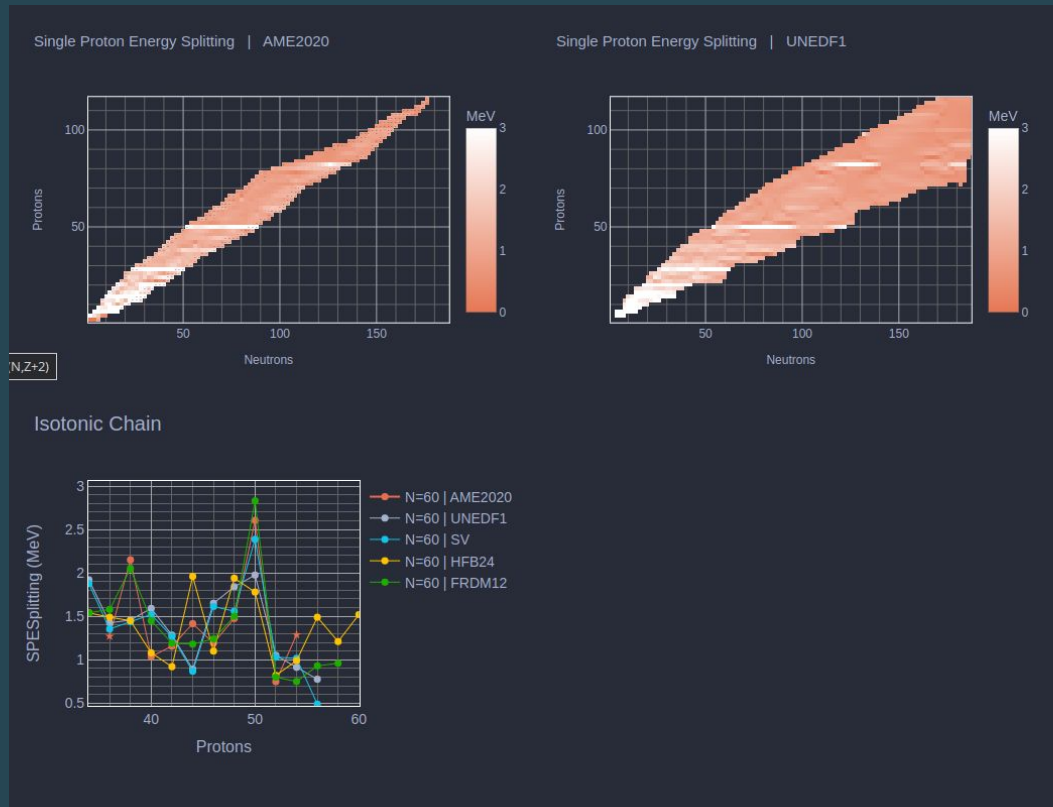 Single Proton Energy Splitting | AME2020
MeV
3
2
1
0
100
50
Protons
50
100
150
Neutrons
Single Proton Energy Splitting | UNEDF1
MeV
3
2
1
0
100
50
Protons
50
100
150
Neutrons
N,Z+2)
Isotonic Chain
3
2.5
2
1.5
1
0.5
SPESplitting (MeV)
40
50
60
Protons
N=60 | AME2020
N=60 | UNEDF1
N=60 | SV
N=60 | HFB24
N=60 | FRDM12